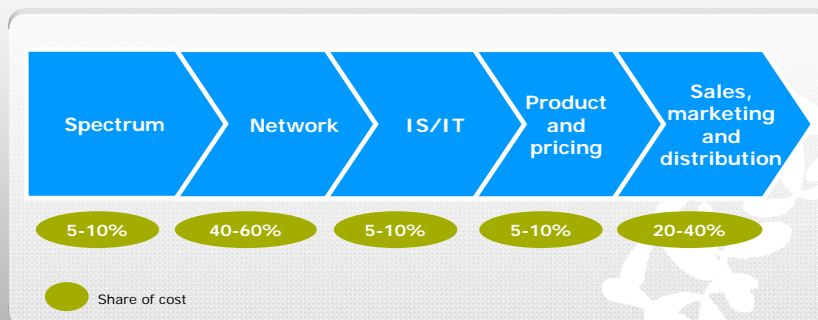 Spectrum
Network
IS/IT
Product
and
pricing
Sales,
marketing
and
distribution
5-10%
40-60%
5-10%
5-10%
20-40%
Share of cost